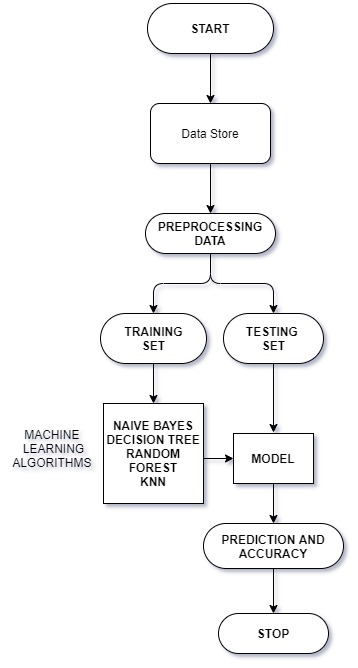 START
Data Store
PREPROCESSING
DATA
TRAINING
SET
TESTING
SET
MACHINE
LEARNING
ALGORITHMS
NAIVE BAYES
DECISION TREE
RANDOM
FOREST
KNN
MODEL
PREDICTION AND
ACCURACY
STOP